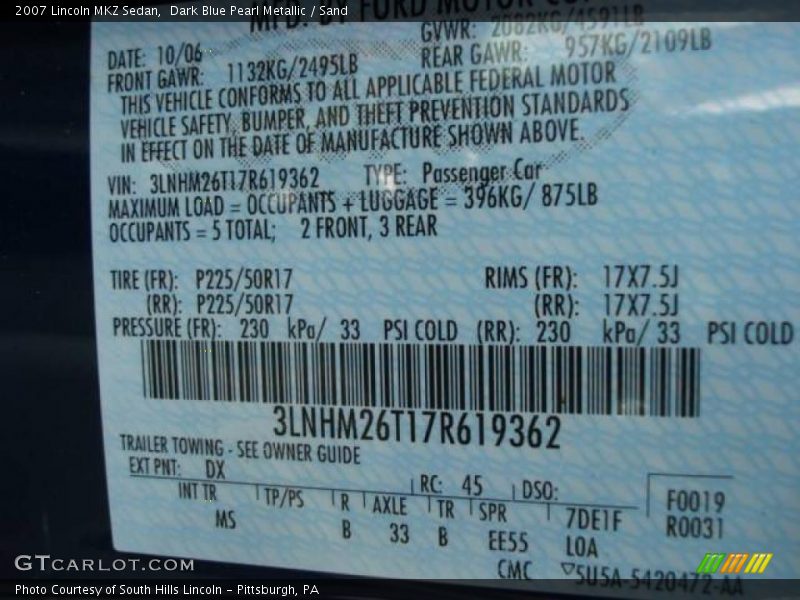 2007 Lincoln MKZ Sedan, Dark Blue Pearl Metallic / Sand
MFD. BY FORD MOTOR
GVWR: 2082KG/4591LB
DATE: 10/06 REAR GAWR: 957KG/2109LB
FRONT GAWR: 1132KG/2495LB
THIS VEHICLE CONFORMS TO ALL APPLICABLE FEDERAL MOTOR
VEHICLE SAFETY, BUMPER, AND THEFT PREVENTION STANDARDS
IN EFFECT ON THE DATE OF MANUFACTURE SHOWN ABOVE.
VIN: 3LNHM26T17R619362 TYPE: Passenger Car
MAXIMUM LOAD = OCCUPANTS + LUGGAGE = 396KG/ 875LB
OCCUPANTS = 5 TOTAL; 2 FRONT, 3 REAR
TIRE (FR): P225/50R17 RIMS (FR): 17X7.5J
(RR): P225/50R17 (RR): 17X7.5J
PRESSURE (FR): 230 kPa/ 33 PSI COLD (RR): 230 kPa/ 33 PSI COLD
3LNHM26T17R619362
TRAILER TOWING - SEE OWNER GUIDE
EXT PNT: DX RC: 45 DSO: F0019
INT TR TP/PS R AXLE TR SPR 7DE1F R0031
MS B 33 B EE55 L0A
CMC ▽5U5A-5420472-AA
GTCARLOT.COM
Photo Courtesy of South Hills Lincoln - Pittsburgh, PA